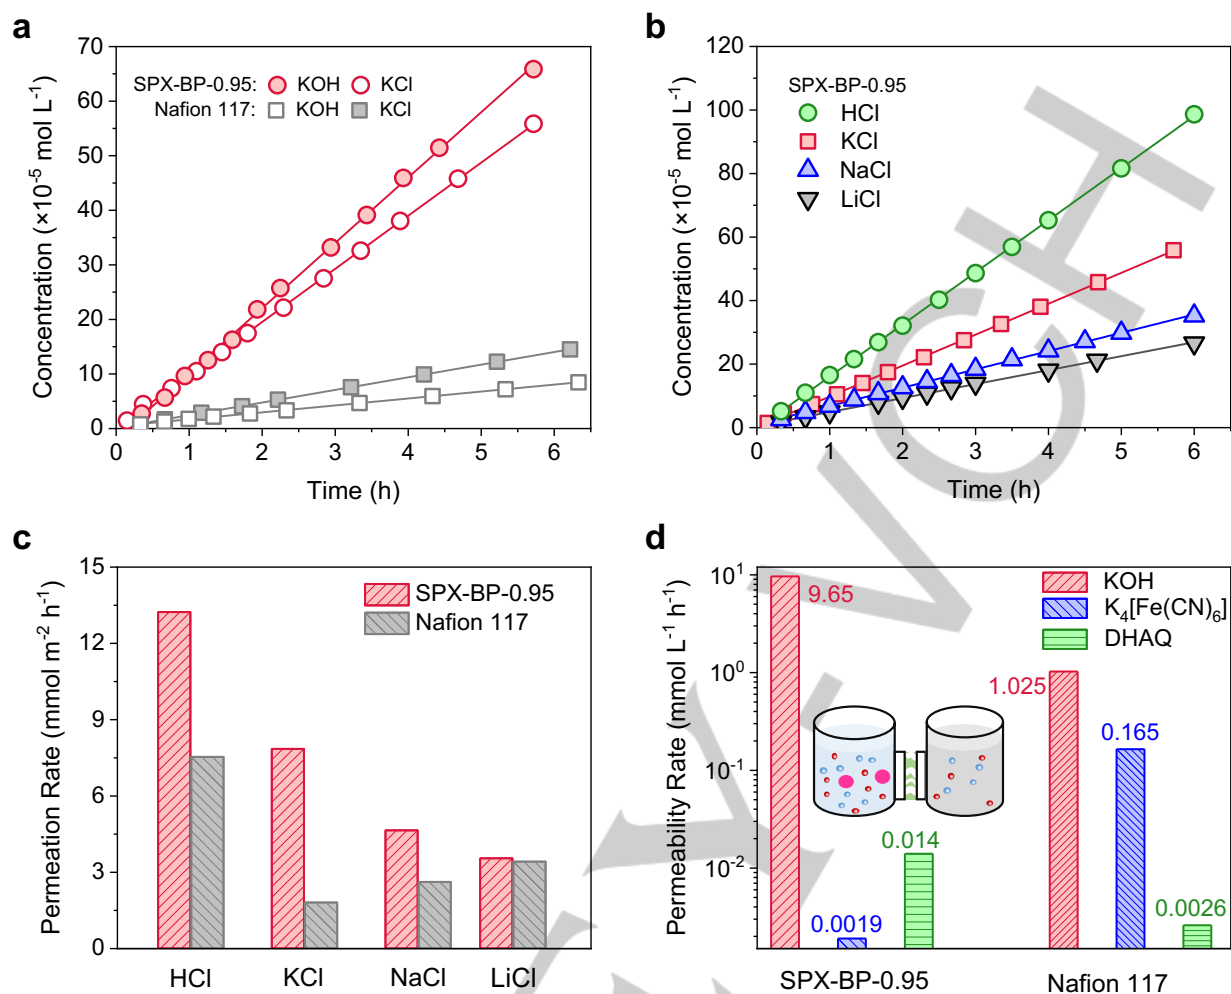 a
70
60
50
40
30
20
10
0
Concentration (×10⁻⁵ mol L⁻¹)
SPX-BP-0.95: KOH KCl
Nafion 117: KOH KCl
0 1 2 3 4 5 6
Time (h)
b
120
100
80
60
40
20
0
Concentration (×10⁻⁵ mol L⁻¹)
SPX-BP-0.95
HCl
KCl
NaCl
LiCl
0 1 2 3 4 5 6
Time (h)
c
15
12
9
6
3
0
Permeation Rate (mmol m⁻² h⁻¹)
SPX-BP-0.95
Nafion 117
HCl KCl NaCl LiCl
d
10¹
10⁰
10⁻¹
10⁻²
Permeability Rate (mmol L⁻¹ h⁻¹)
KOH
K₄[Fe(CN)₆]
DHAQ
9.65
1.025
0.165
0.014
0.0019
0.0026
SPX-BP-0.95 Nafion 117